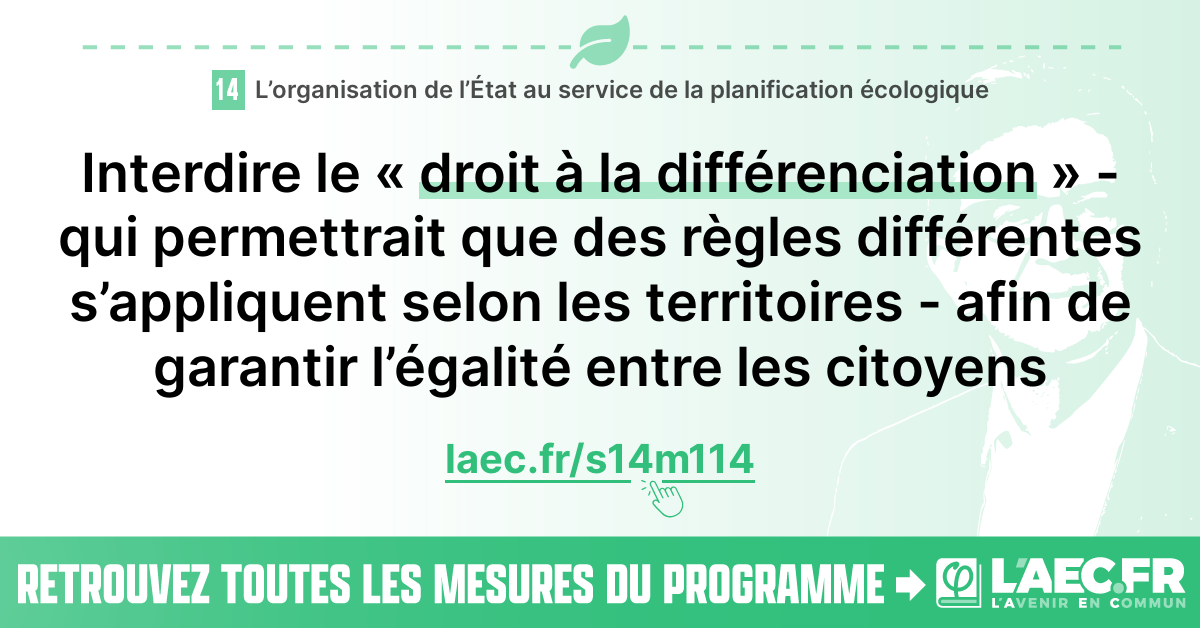 14 L’organisation de l’État au service de la planification écologique
Interdire le « droit à la différenciation » -
qui permettrait que des règles différentes
s’appliquent selon les territoires - afin de
garantir l’égalité entre les citoyens
laec.fr/s14m114
RETROUVEZ TOUTES LES MESURES DU PROGRAMME
φ L’AEC.FR
L’AVENIR EN COMMUN